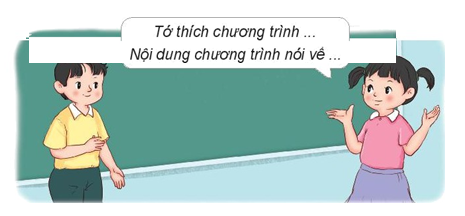 Tớ thích chương trình ...
Nội dung chương trình nói về ...